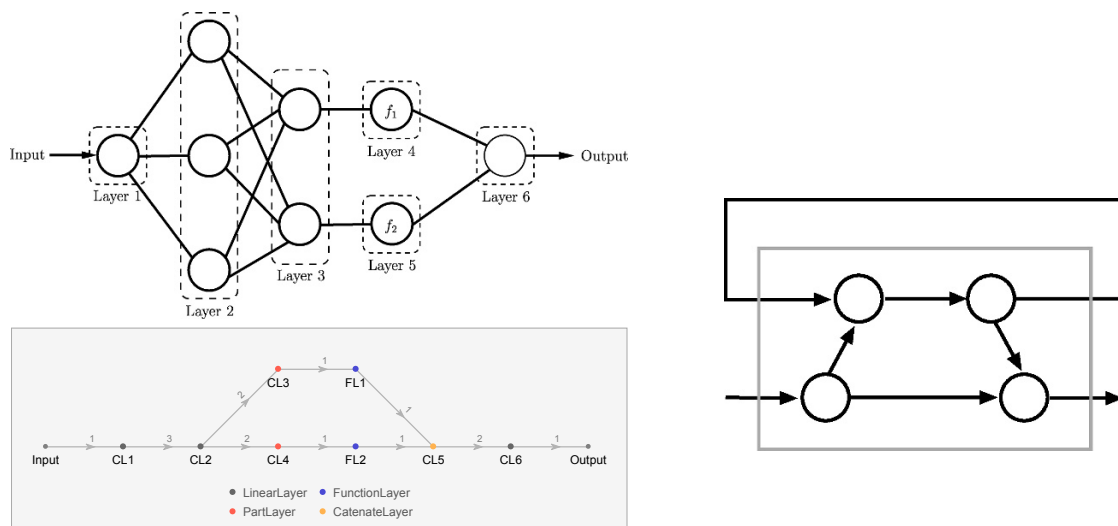 f1
Layer 4
Input
Output
Layer 1
Layer 6
f2
Layer 3
Layer 5
Layer 2
1
CL3
FL1
2
1
1
3
2
1
1
2
1
Input
CL1
CL2
CL4
FL2
CL5
CL6
Output
LinearLayer
FunctionLayer
PartLayer
CatenateLayer